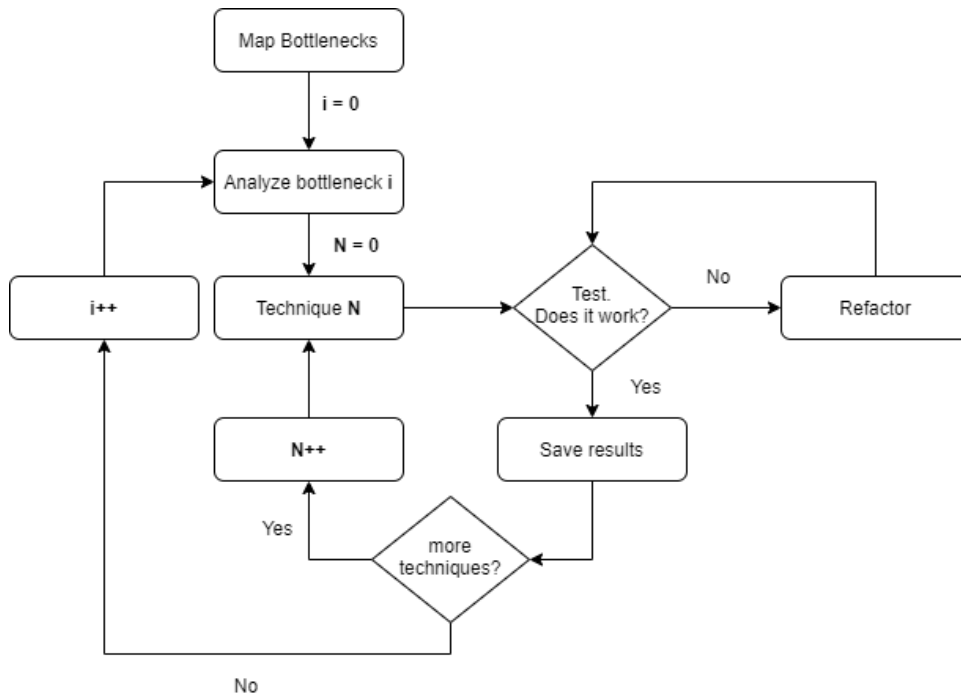 Map Bottlenecks
i = 0
Analyze bottleneck i
N = 0
i++
Technique N
Test.
Does it work?
No
Refactor
Yes
N++
Save results
Yes
more
techniques?
No